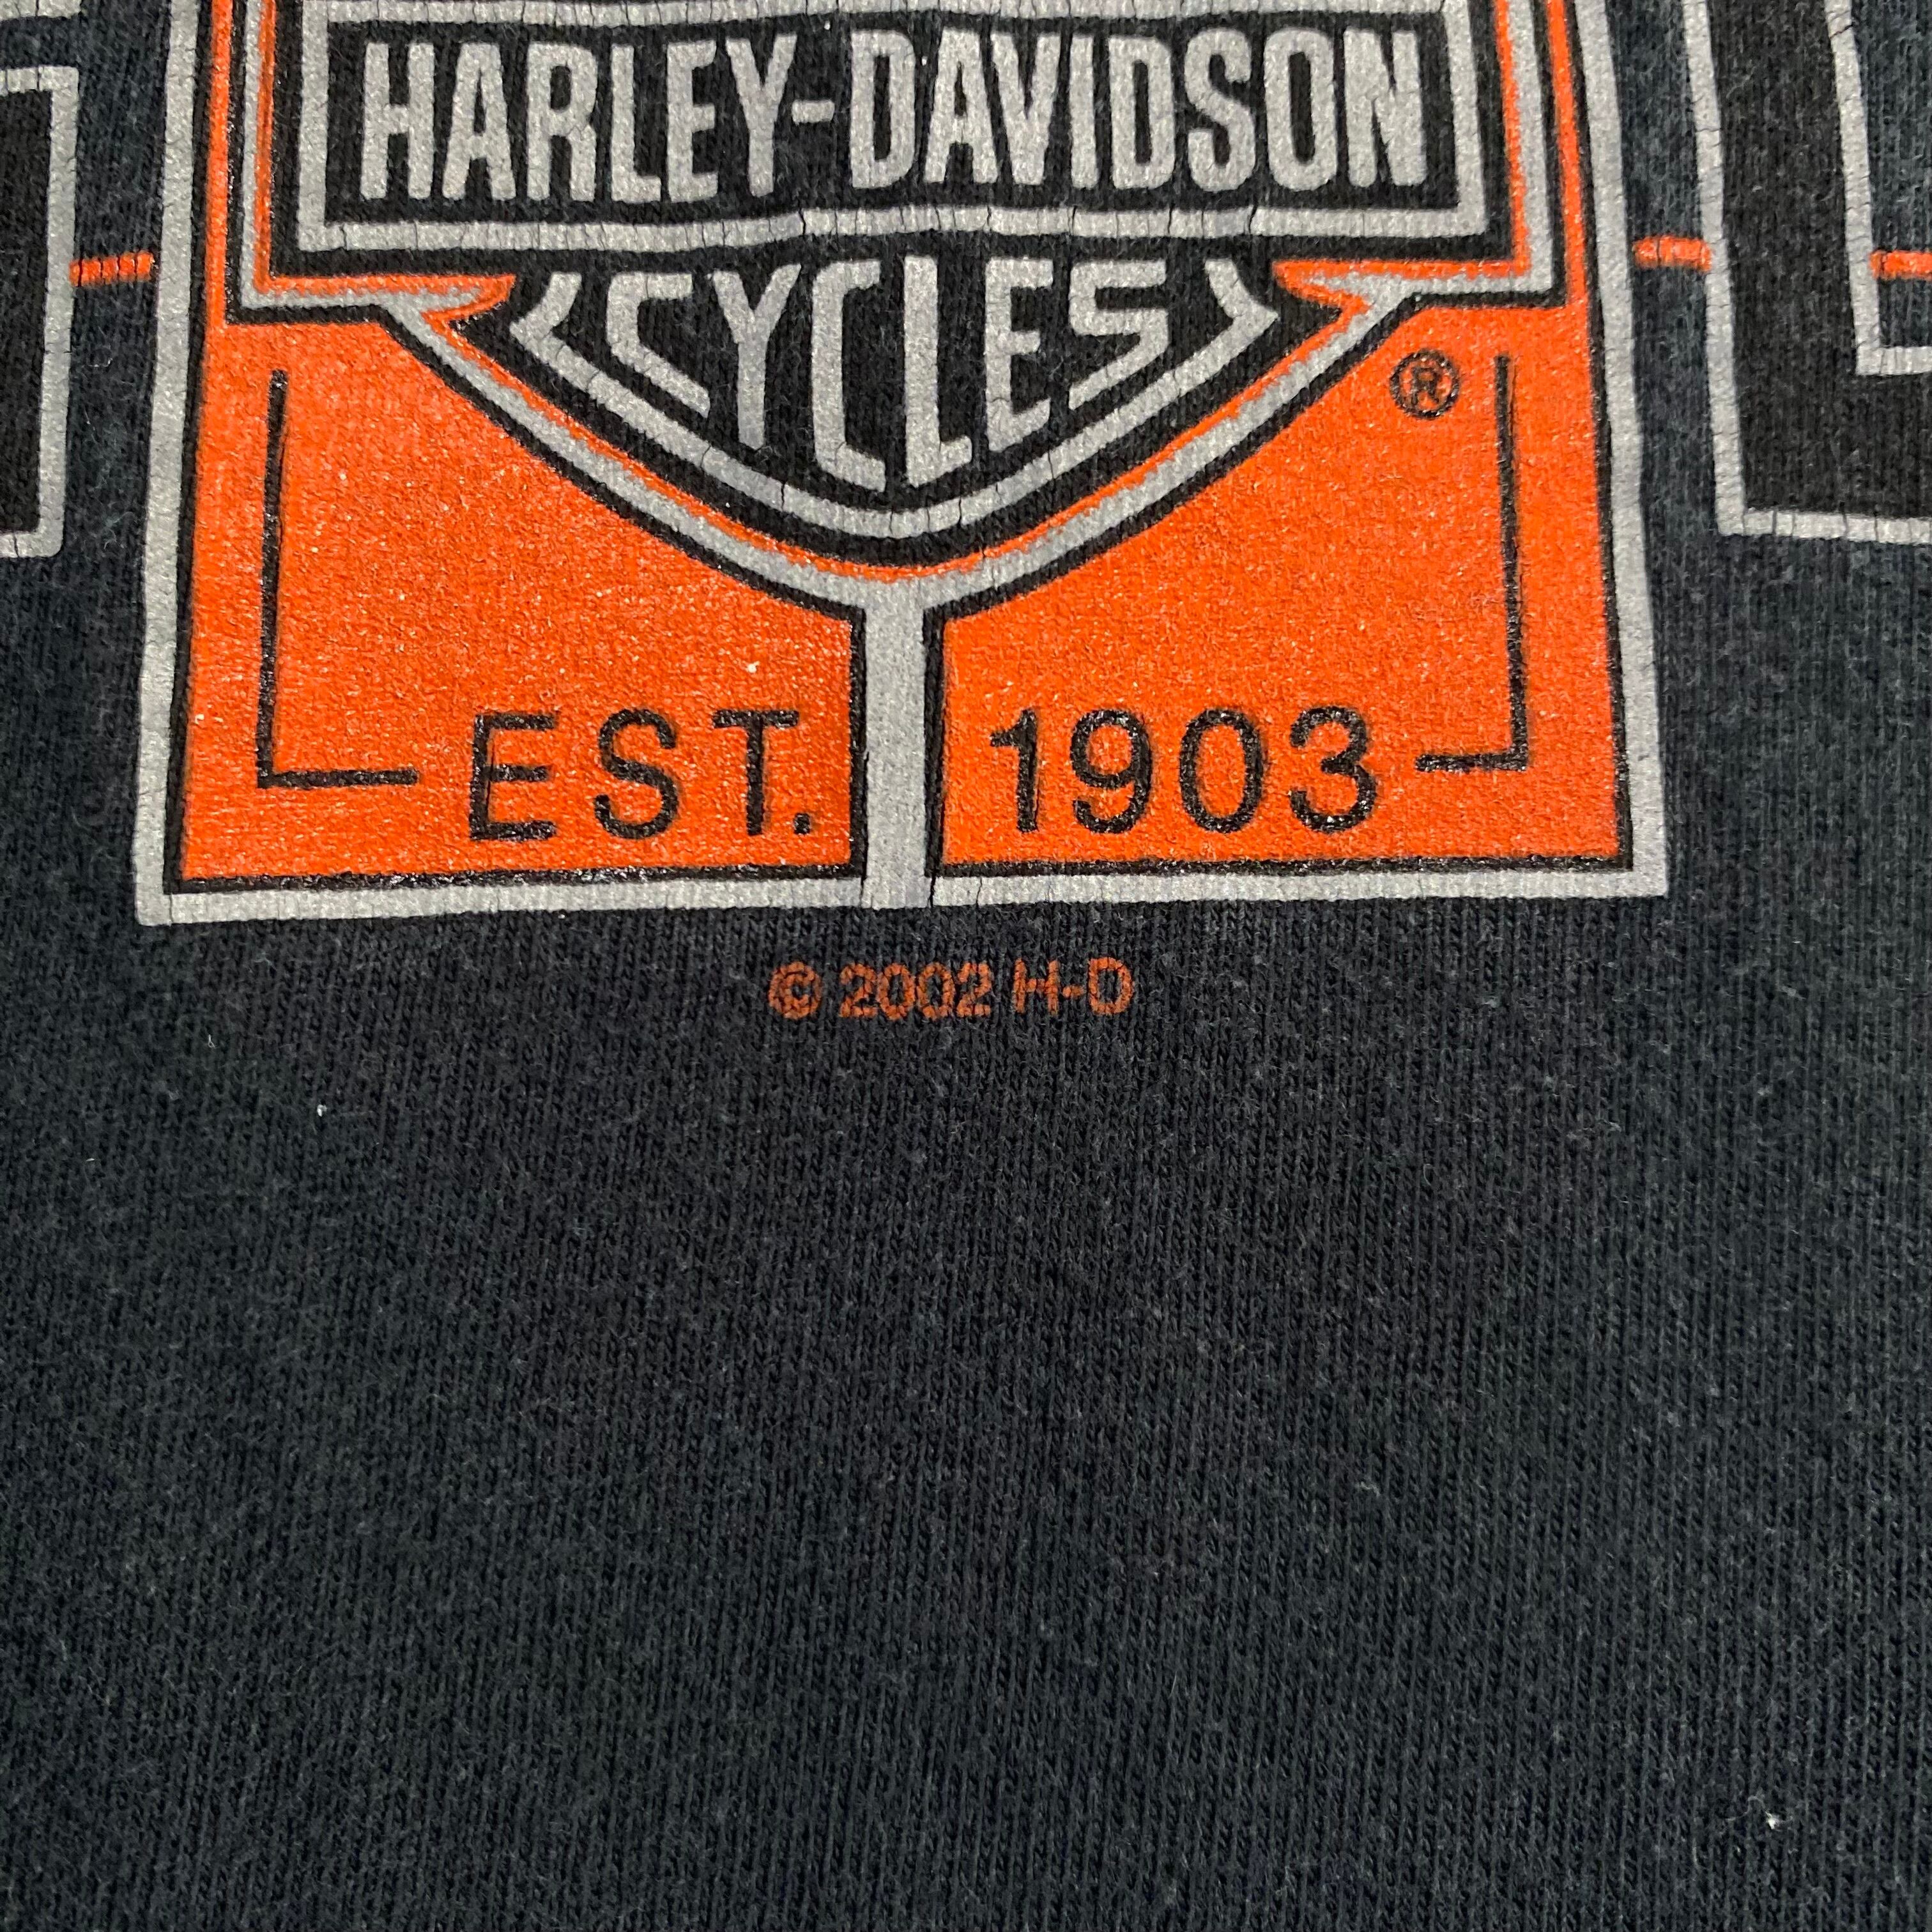 HARLEY-DAVIDSON
CYCLES
®
EST. 1903
© 2002 H-D